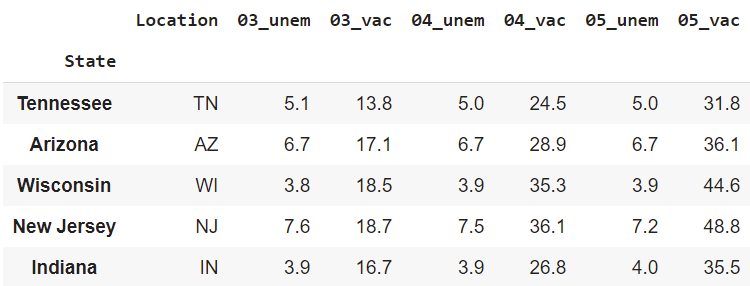 Location 03_unem 03_vac 04_unem 04_vac 05_unem 05_vac
State
Tennessee TN 5.1 13.8 5.0 24.5 5.0 31.8
Arizona AZ 6.7 17.1 6.7 28.9 6.7 36.1
Wisconsin WI 3.8 18.5 3.9 35.3 3.9 44.6
New Jersey NJ 7.6 18.7 7.5 36.1 7.2 48.8
Indiana IN 3.9 16.7 3.9 26.8 4.0 35.5